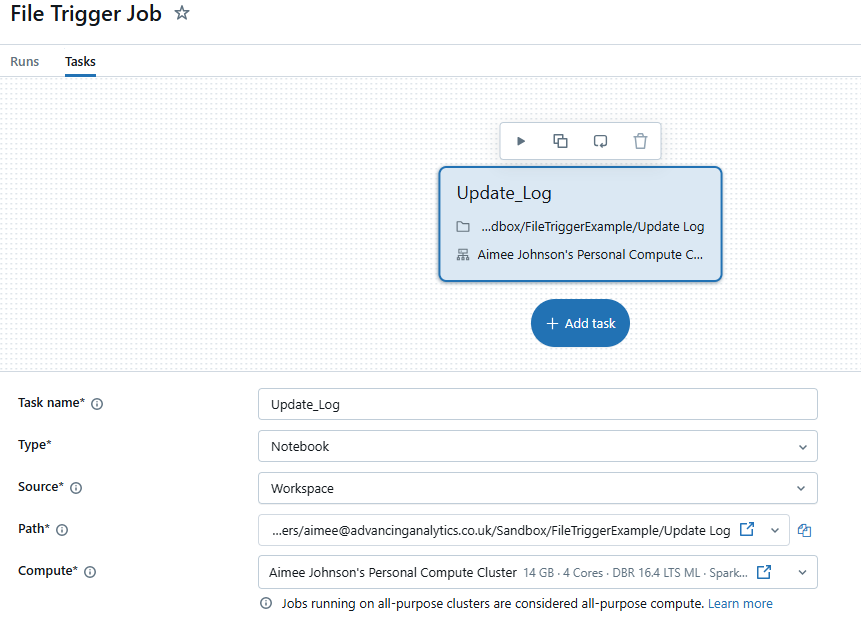 File Trigger Job
Runs Tasks
Update_Log
...dbox/FileTriggerExample/Update Log
Aimee Johnson's Personal Compute C...
+ Add task
Task name* Update_Log
Type* Notebook
Source* Workspace
Path* ...ers/aimee@advancinganalytics.co.uk/Sandbox/FileTriggerExample/Update Log
Compute* Aimee Johnson's Personal Compute Cluster 14 GB · 4 Cores · DBR 16.4 LTS ML · Spark...
Jobs running on all-purpose clusters are considered all-purpose compute. Learn more